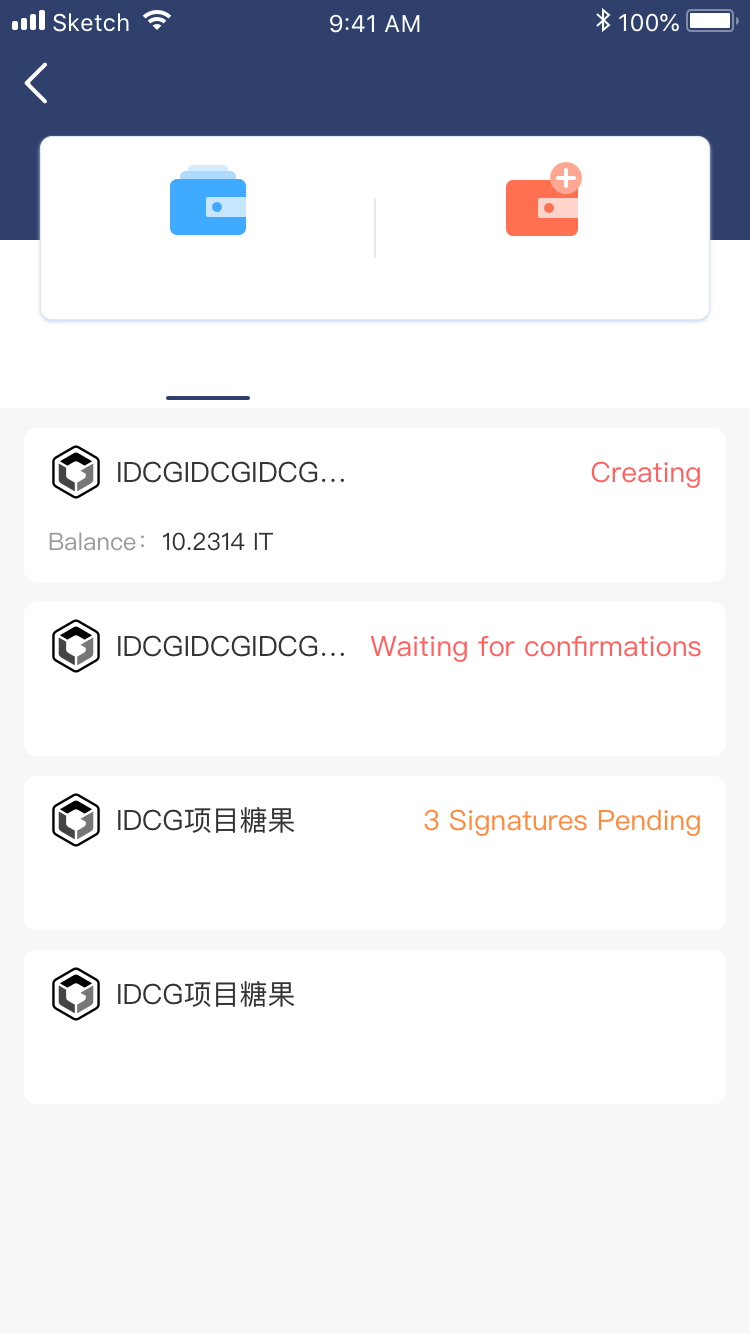 Sketch 9:41 AM 100%
IDCGIDCGIDCG... Creating
Balance: 10.2314 IT
IDCGIDCGIDCG... Waiting for confirmations
IDCG项目糖果 3 Signatures Pending
IDCG项目糖果